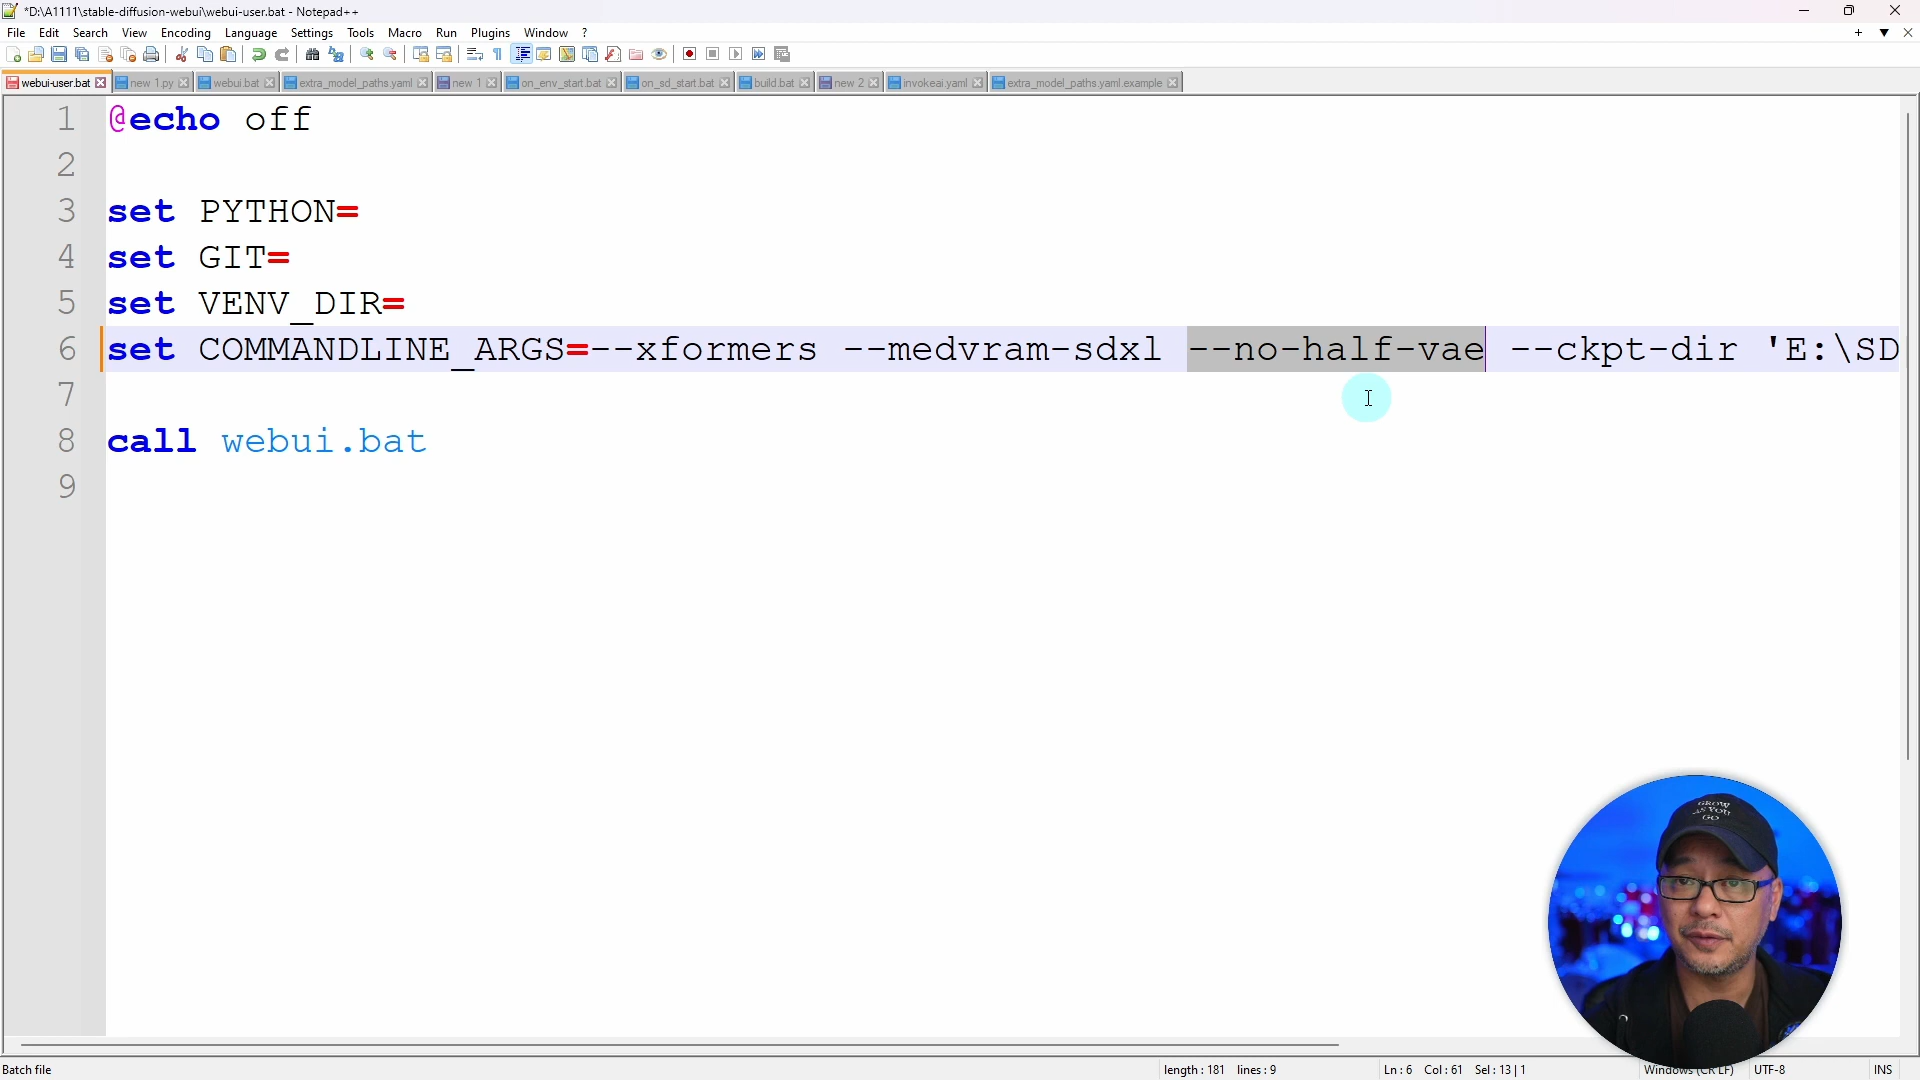 *D:\A1111\stable-diffusion-webui\webui-user.bat - Notepad++
File Edit Search View Encoding Language Settings Tools Macro Run Plugins Window ?
webui-user.bat new 1.py webui.bat extra_model_paths.yaml new 1 on_env_start.bat on_sd_start.bat build.bat new 2 invokeai.yaml extra_model_paths.yaml.example
1 @echo off
2
3 set PYTHON=
4 set GIT=
5 set VENV_DIR=
6 set COMMANDLINE_ARGS=--xformers --medvram-sdxl --no-half-vae --ckpt-dir 'E:\SD
7
8 call webui.bat
9
GROW
AS YOU
GO
Batch file length : 181 lines : 9 Ln : 6 Col : 61 Sel : 13 | 1 Windows (CR LF) UTF-8 INS